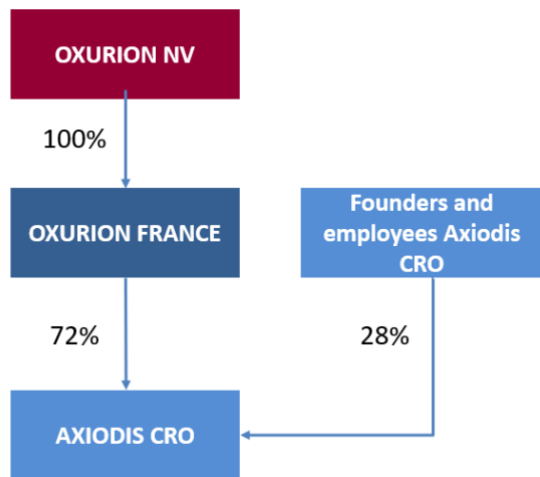 OXURION NV
100%
OXURION FRANCE
Founders and
employees Axiodis
CRO
72%
28%
AXIODIS CRO